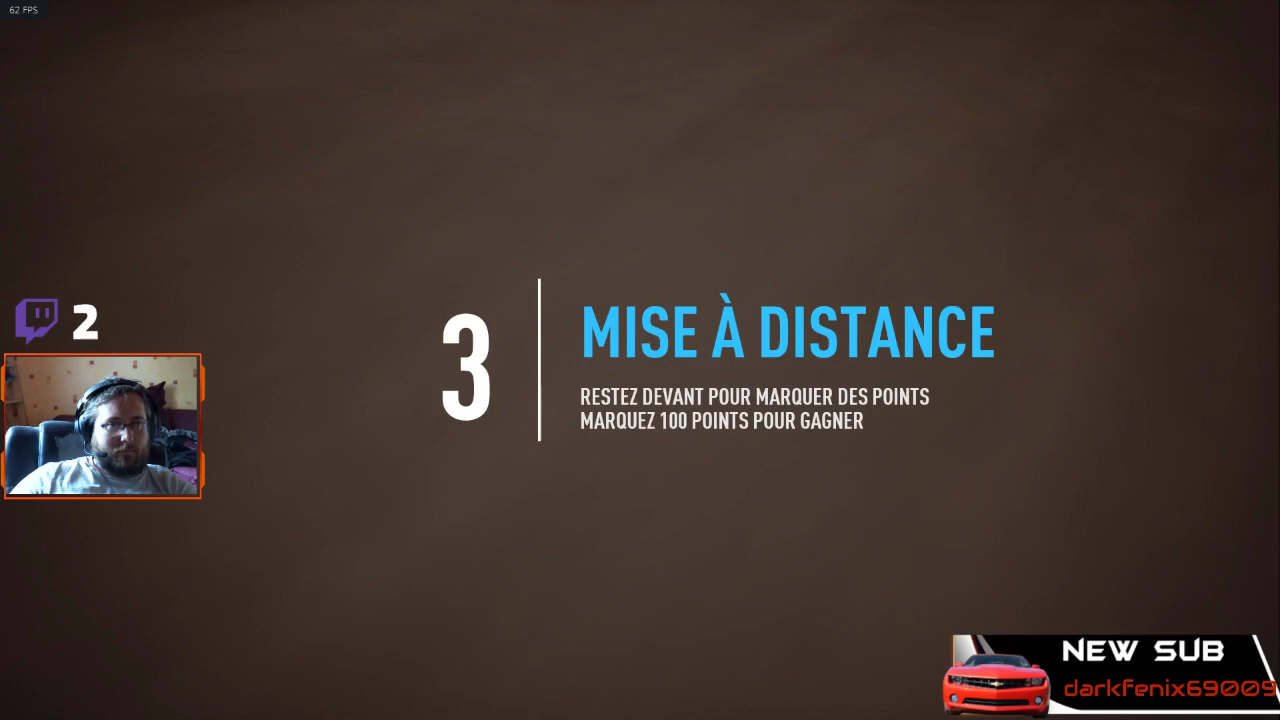 62 FPS
2
3
MISE À DISTANCE
RESTEZ DEVANT POUR MARQUER DES POINTS
MARQUEZ 100 POINTS POUR GAGNER
NEW SUB
darkfenix69009